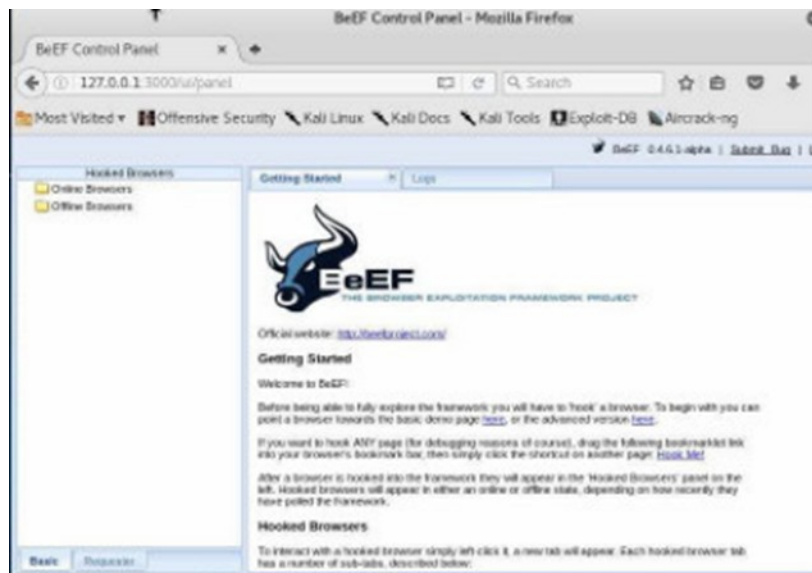 BeEF Control Panel - Mozilla Firefox
BeEF Control Panel
127.0.0.1:3000/ui/panel
Search
Most Visited
Offensive Security
Kali Linux
Kali Docs
Kali Tools
Exploit-DB
Aircrack-ng
BeEF 0.4.6.1-alpha | Submit Bug |
Hooked Browsers
Online Browsers
Offline Browsers
Getting Started
Logs
BeEF
THE BROWSER EXPLOITATION FRAMEWORK PROJECT
Official website: http://beefproject.com/
Getting Started
Welcome to BeEF!
Before being able to fully explore the framework you will have to 'hook' a browser. To begin with you can
point a browser towards the basic demo page here, or the advanced version here.
If you want to hook ANY page (for debugging reasons of course), drag the following bookmarklet link
into your browser's bookmark bar, then simply click the shortcut on another page: Hook Me!
After a browser is hooked into the framework they will appear in the 'Hooked Browsers' panel on the
left. Hooked browsers will appear in either an online or offline state, depending on how recently they
have polled the framework.
Hooked Browsers
To interact with a hooked browser simply left-click it, a new tab will appear. Each hooked browser tab
has a number of sub-tabs, described below:
Basic
Requester